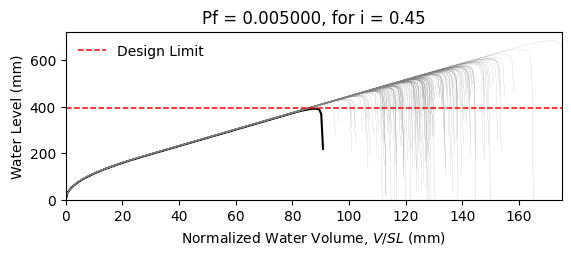 Pf = 0.005000, for i = 0.45
Design Limit
Water Level (mm)
600
400
200
0
0 20 40 60 80 100 120 140 160
Normalized Water Volume, V/SL (mm)